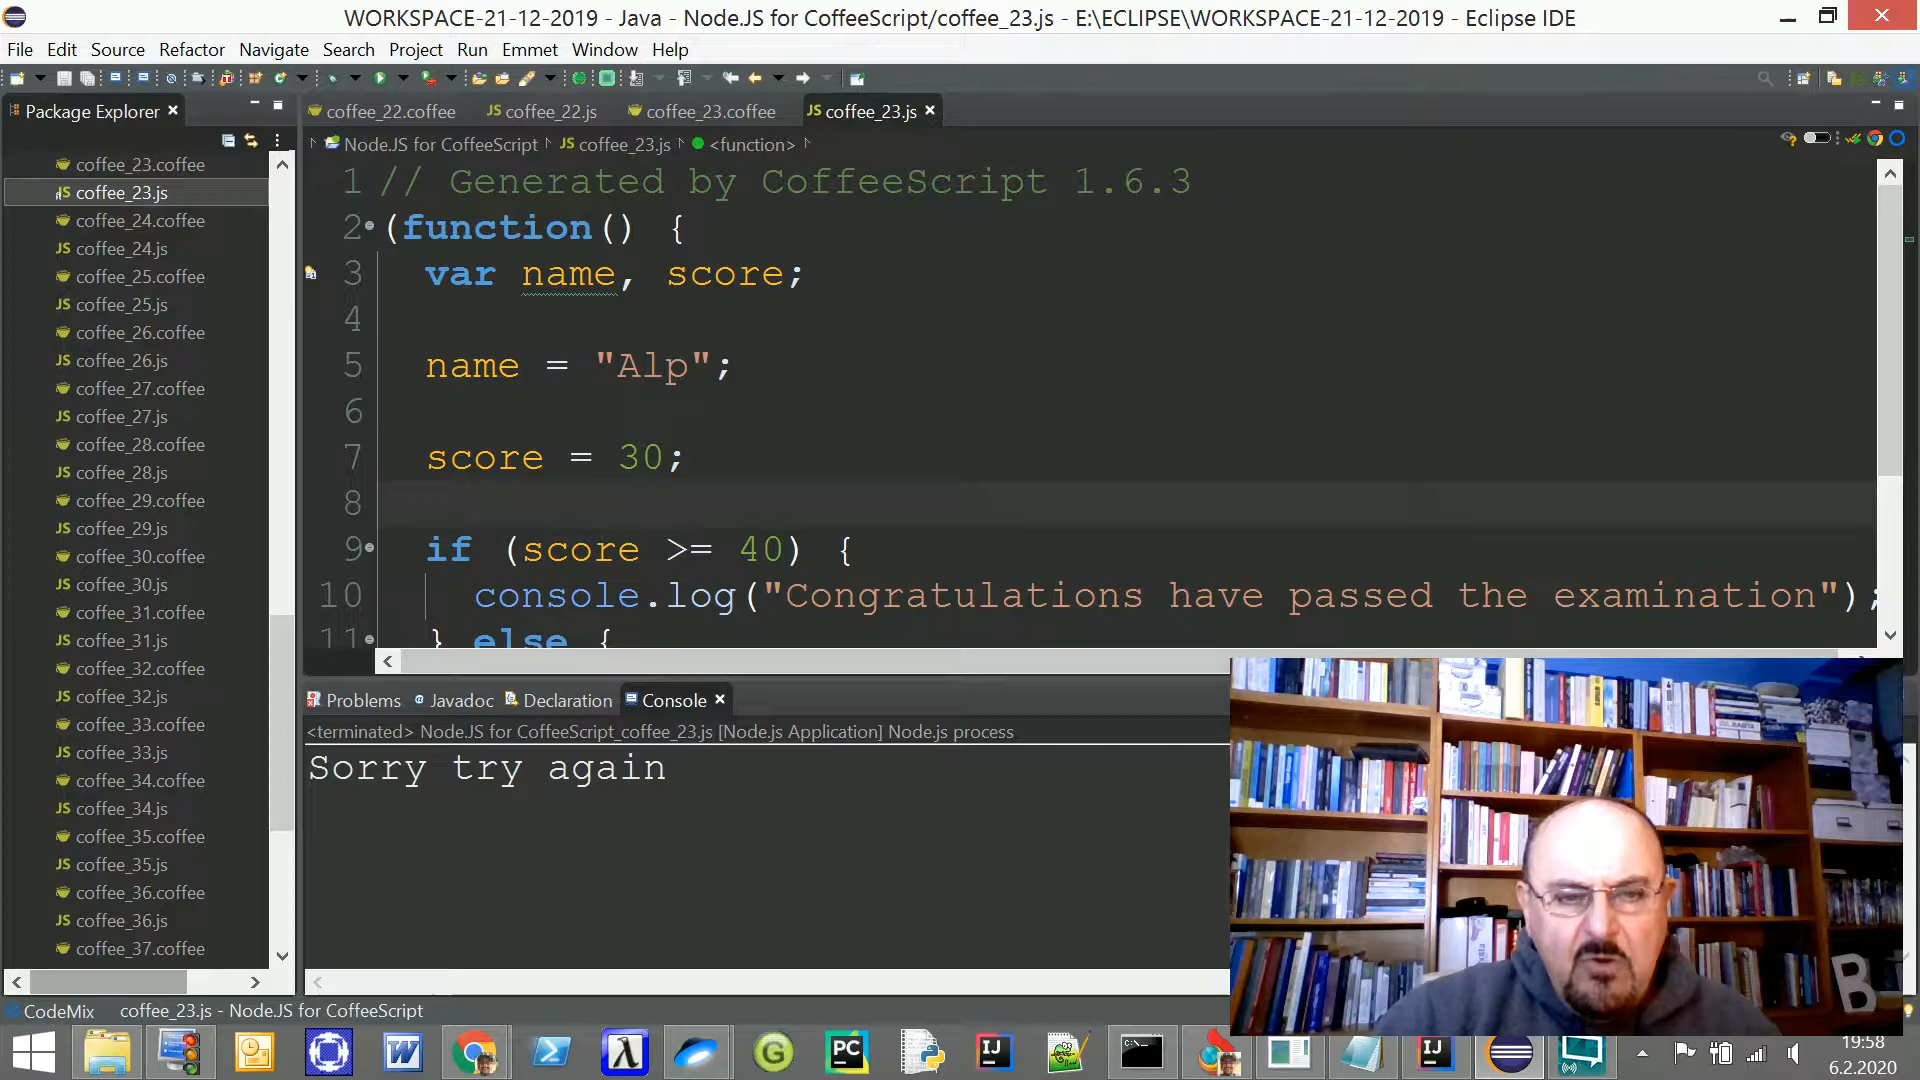 WORKSPACE-21-12-2019 - Java - Node.JS for CoffeeScript/coffee_23.js - E:\ECLIPSE\WORKSPACE-21-12-2019 - Eclipse IDE
File Edit Source Refactor Navigate Search Project Run Emmet Window Help
Package Explorer
coffee_22.coffee
coffee_22.js
coffee_23.coffee
coffee_23.js
Node.JS for CoffeeScript coffee_23.js <function>
coffee_23.coffee
coffee_23.js
coffee_24.coffee
coffee_24.js
coffee_25.coffee
coffee_25.js
coffee_26.coffee
coffee_26.js
coffee_27.coffee
coffee_27.js
coffee_28.coffee
coffee_28.js
coffee_29.coffee
coffee_29.js
coffee_30.coffee
coffee_30.js
coffee_31.coffee
coffee_31.js
coffee_32.coffee
coffee_32.js
coffee_33.coffee
coffee_33.js
coffee_34.coffee
coffee_34.js
coffee_35.coffee
coffee_35.js
coffee_36.coffee
coffee_36.js
coffee_37.coffee
1 // Generated by CoffeeScript 1.6.3
2 (function() {
3 var name, score;
4
5 name = "Alp";
6
7 score = 30;
8
9 if (score >= 40) {
10 console.log("Congratulations have passed the examination");
11 } else {
Problems Javadoc Declaration Console
<terminated> Node.JS for CoffeeScript_coffee_23.js [Node.js Application] Node.js process
Sorry try again
B
CodeMix coffee_23.js - Node.JS for CoffeeScript
19:58
6.2.2020